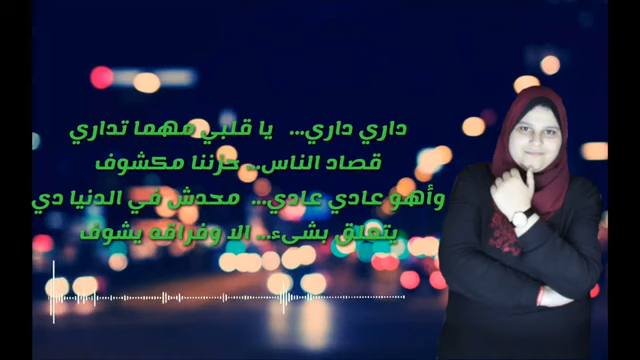 داري داري... يا قلبي مهما تداري
قصاد الناس... حزننا مكشوف
وأهو عادي عادي... محدش في الدنيا دي
يتعلق بشيء... الا وفراقه يشوف